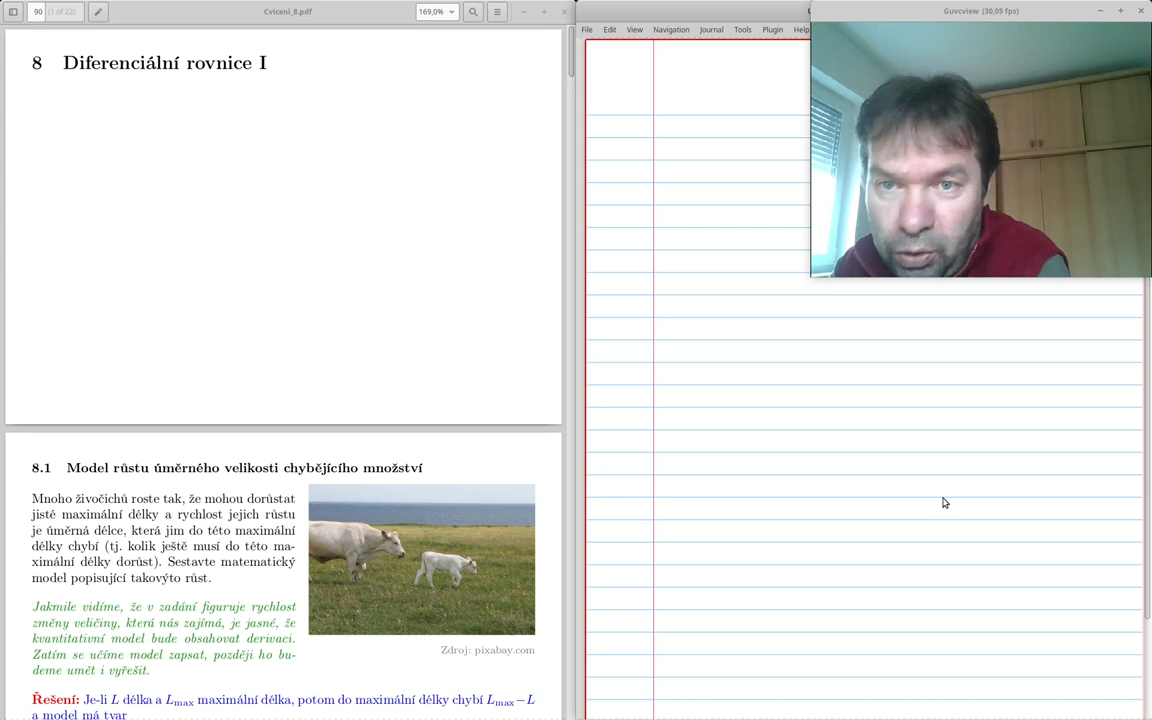 90 (1 of 22)
Cviceni_8.pdf
169,0%
8 Diferenciální rovnice I
8.1 Model růstu úměrného velikosti chybějícího množství
Mnoho živočichů roste tak, že mohou dorůstat
jisté maximální délky a rychlost jejich růstu
je úměrná délce, která jim do této maximální
délky chybí (tj. kolik ještě musí do této ma-
ximální délky dorůst). Sestavte matematický
model popisující takovýto růst.
Jakmile vidíme, že v zadání figuruje rychlost
změny veličiny, která nás zajímá, je jasné, že
kvantitativní model bude obsahovat derivaci.
Zatím se učíme model zapsat, později ho bu-
deme umět i vyřešit.
Zdroj: pixabay.com
Řešení: Je-li L délka a Lmax maximální délka, potom do maximální délky chybí Lmax−L
a model má tvar
File Edit View Navigation Journal Tools Plugin Help
Guvcview (30,05 fps)